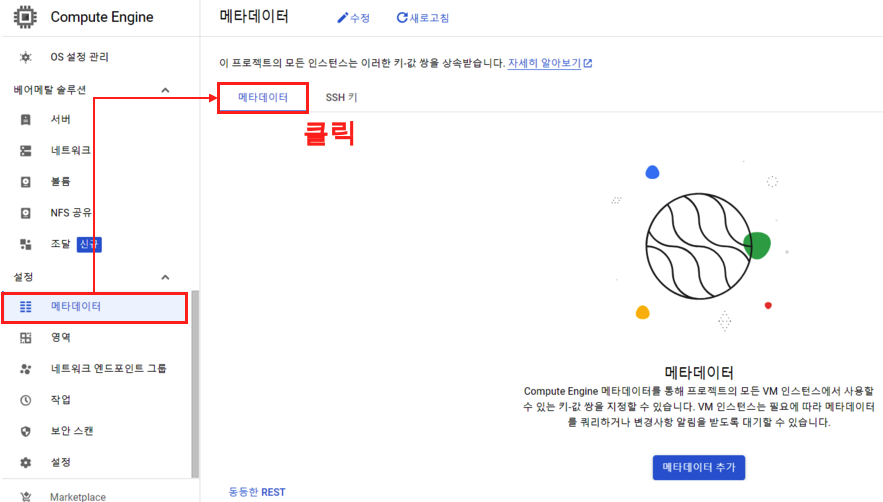 Compute Engine
OS 설정 관리
베어메탈 솔루션
서버
네트워크
볼륨
NFS 공유
조달 신규
설정
메타데이터
영역
네트워크 엔드포인트 그룹
작업
보안 스캔
설정
Marketplace
메타데이터 수정 새로고침
이 프로젝트의 모든 인스턴스는 이러한 키-값 쌍을 상속받습니다. 자세히 알아보기
메타데이터 SSH 키
클릭
메타데이터
Compute Engine 메타데이터를 통해 프로젝트의 모든 VM 인스턴스에서 사용할
수 있는 키-값 쌍을 지정할 수 있습니다. VM 인스턴스는 필요에 따라 메타데이터
를 쿼리하거나 변경사항 알림을 받도록 대기할 수 있습니다.
메타데이터 추가
동등한 REST